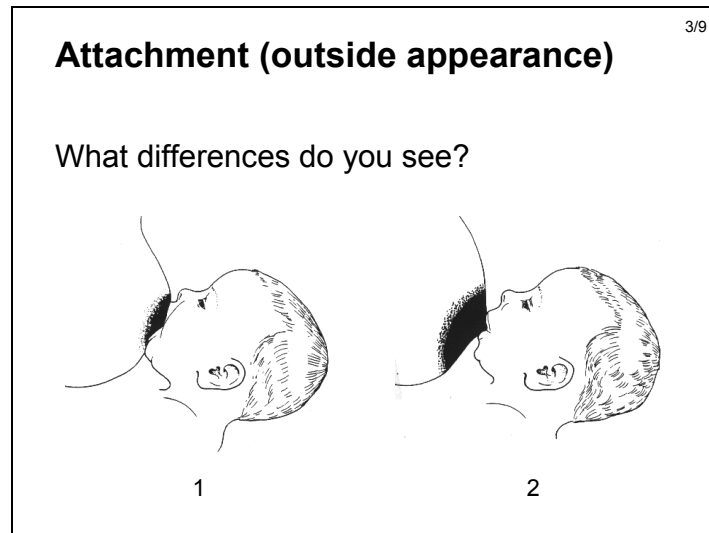 3/9
Attachment (outside appearance)
What differences do you see?
1
2